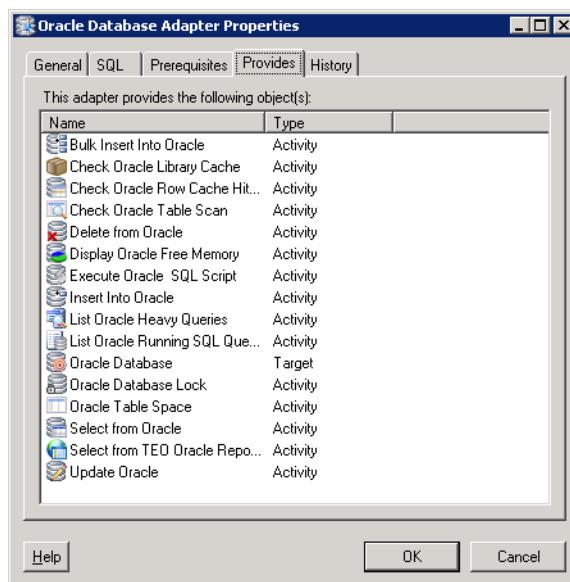 Oracle Database Adapter Properties
General SQL Prerequisites Provides History
This adapter provides the following object(s):
Name Type
Bulk Insert Into Oracle Activity
Check Oracle Library Cache Activity
Check Oracle Row Cache Hit... Activity
Check Oracle Table Scan Activity
Delete from Oracle Activity
Display Oracle Free Memory Activity
Execute Oracle SQL Script Activity
Insert Into Oracle Activity
List Oracle Heavy Queries Activity
List Oracle Running SQL Que... Activity
Oracle Database Target
Oracle Database Lock Activity
Oracle Table Space Activity
Select from Oracle Activity
Select from TEO Oracle Repo... Activity
Update Oracle Activity
Help OK Cancel